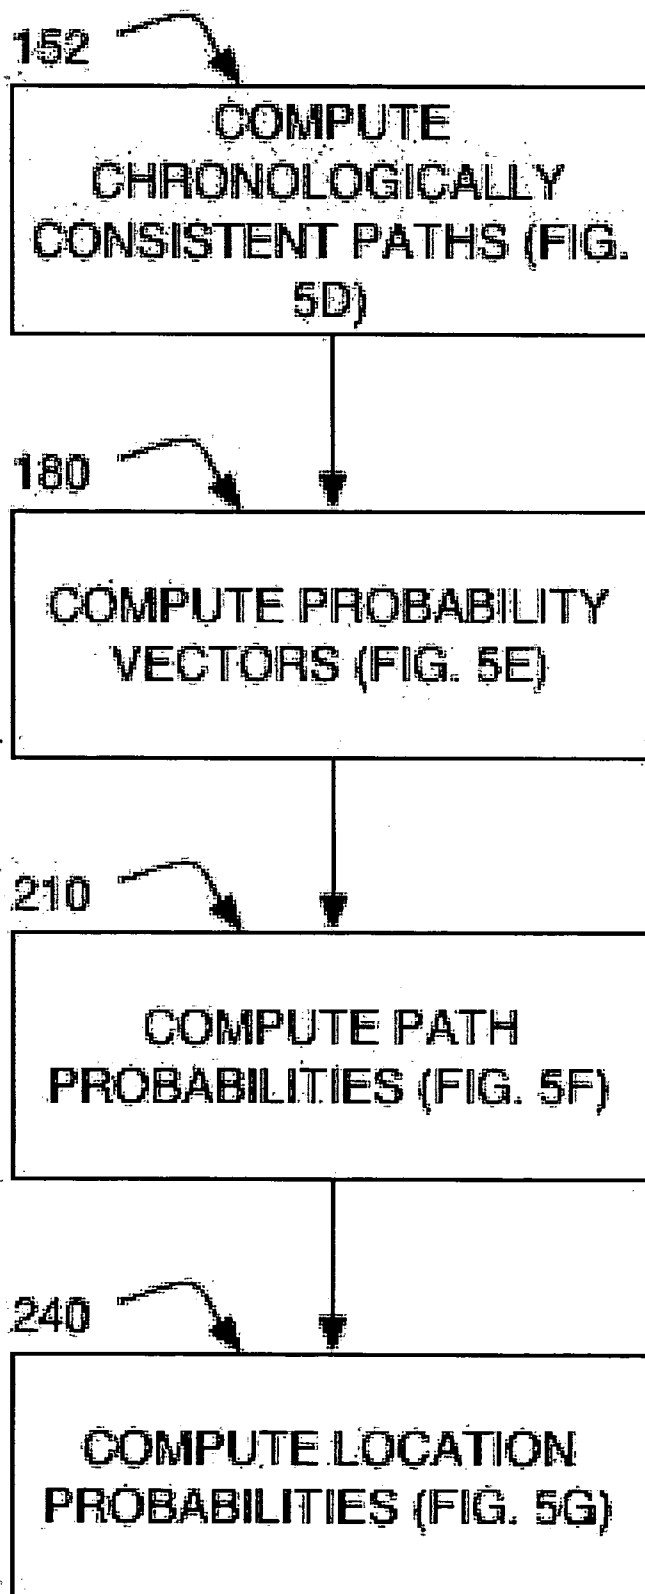 152
COMPUTE
CHRONOLOGICALLY
CONSISTENT PATHS (FIG.
5D)
180
COMPUTE PROBABILITY
VECTORS (FIG. 5E)
210
COMPUTE PATH
PROBABILITIES (FIG. 5F)
240
COMPUTE LOCATION
PROBABILITIES (FIG. 5G)